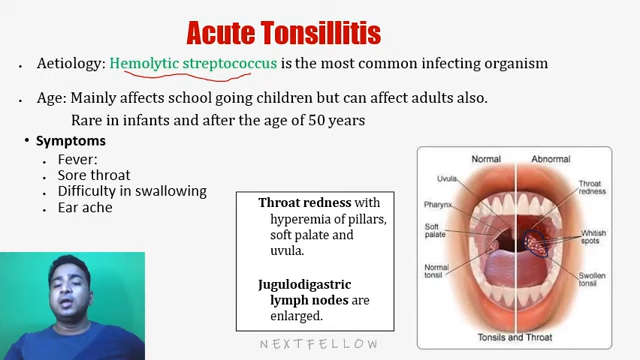 Acute Tonsillitis
• Aetiology: Hemolytic streptococcus is the most common infecting organism
• Age: Mainly affects school going children but can affect adults also.
Rare in infants and after the age of 50 years
• Symptoms
• Fever:
• Sore throat
• Difficulty in swallowing
• Ear ache
Throat redness with
hyperemia of pillars,
soft palate and
uvula.
Jugulodigastric
lymph nodes are
enlarged.
Normal
Abnormal
Uvula
Pharynx
Soft
palate
Normal
tonsil
Throat
redness
Whitish
spots
Swollen
tonsil
Tonsils and Throat
NEXTFELLOW